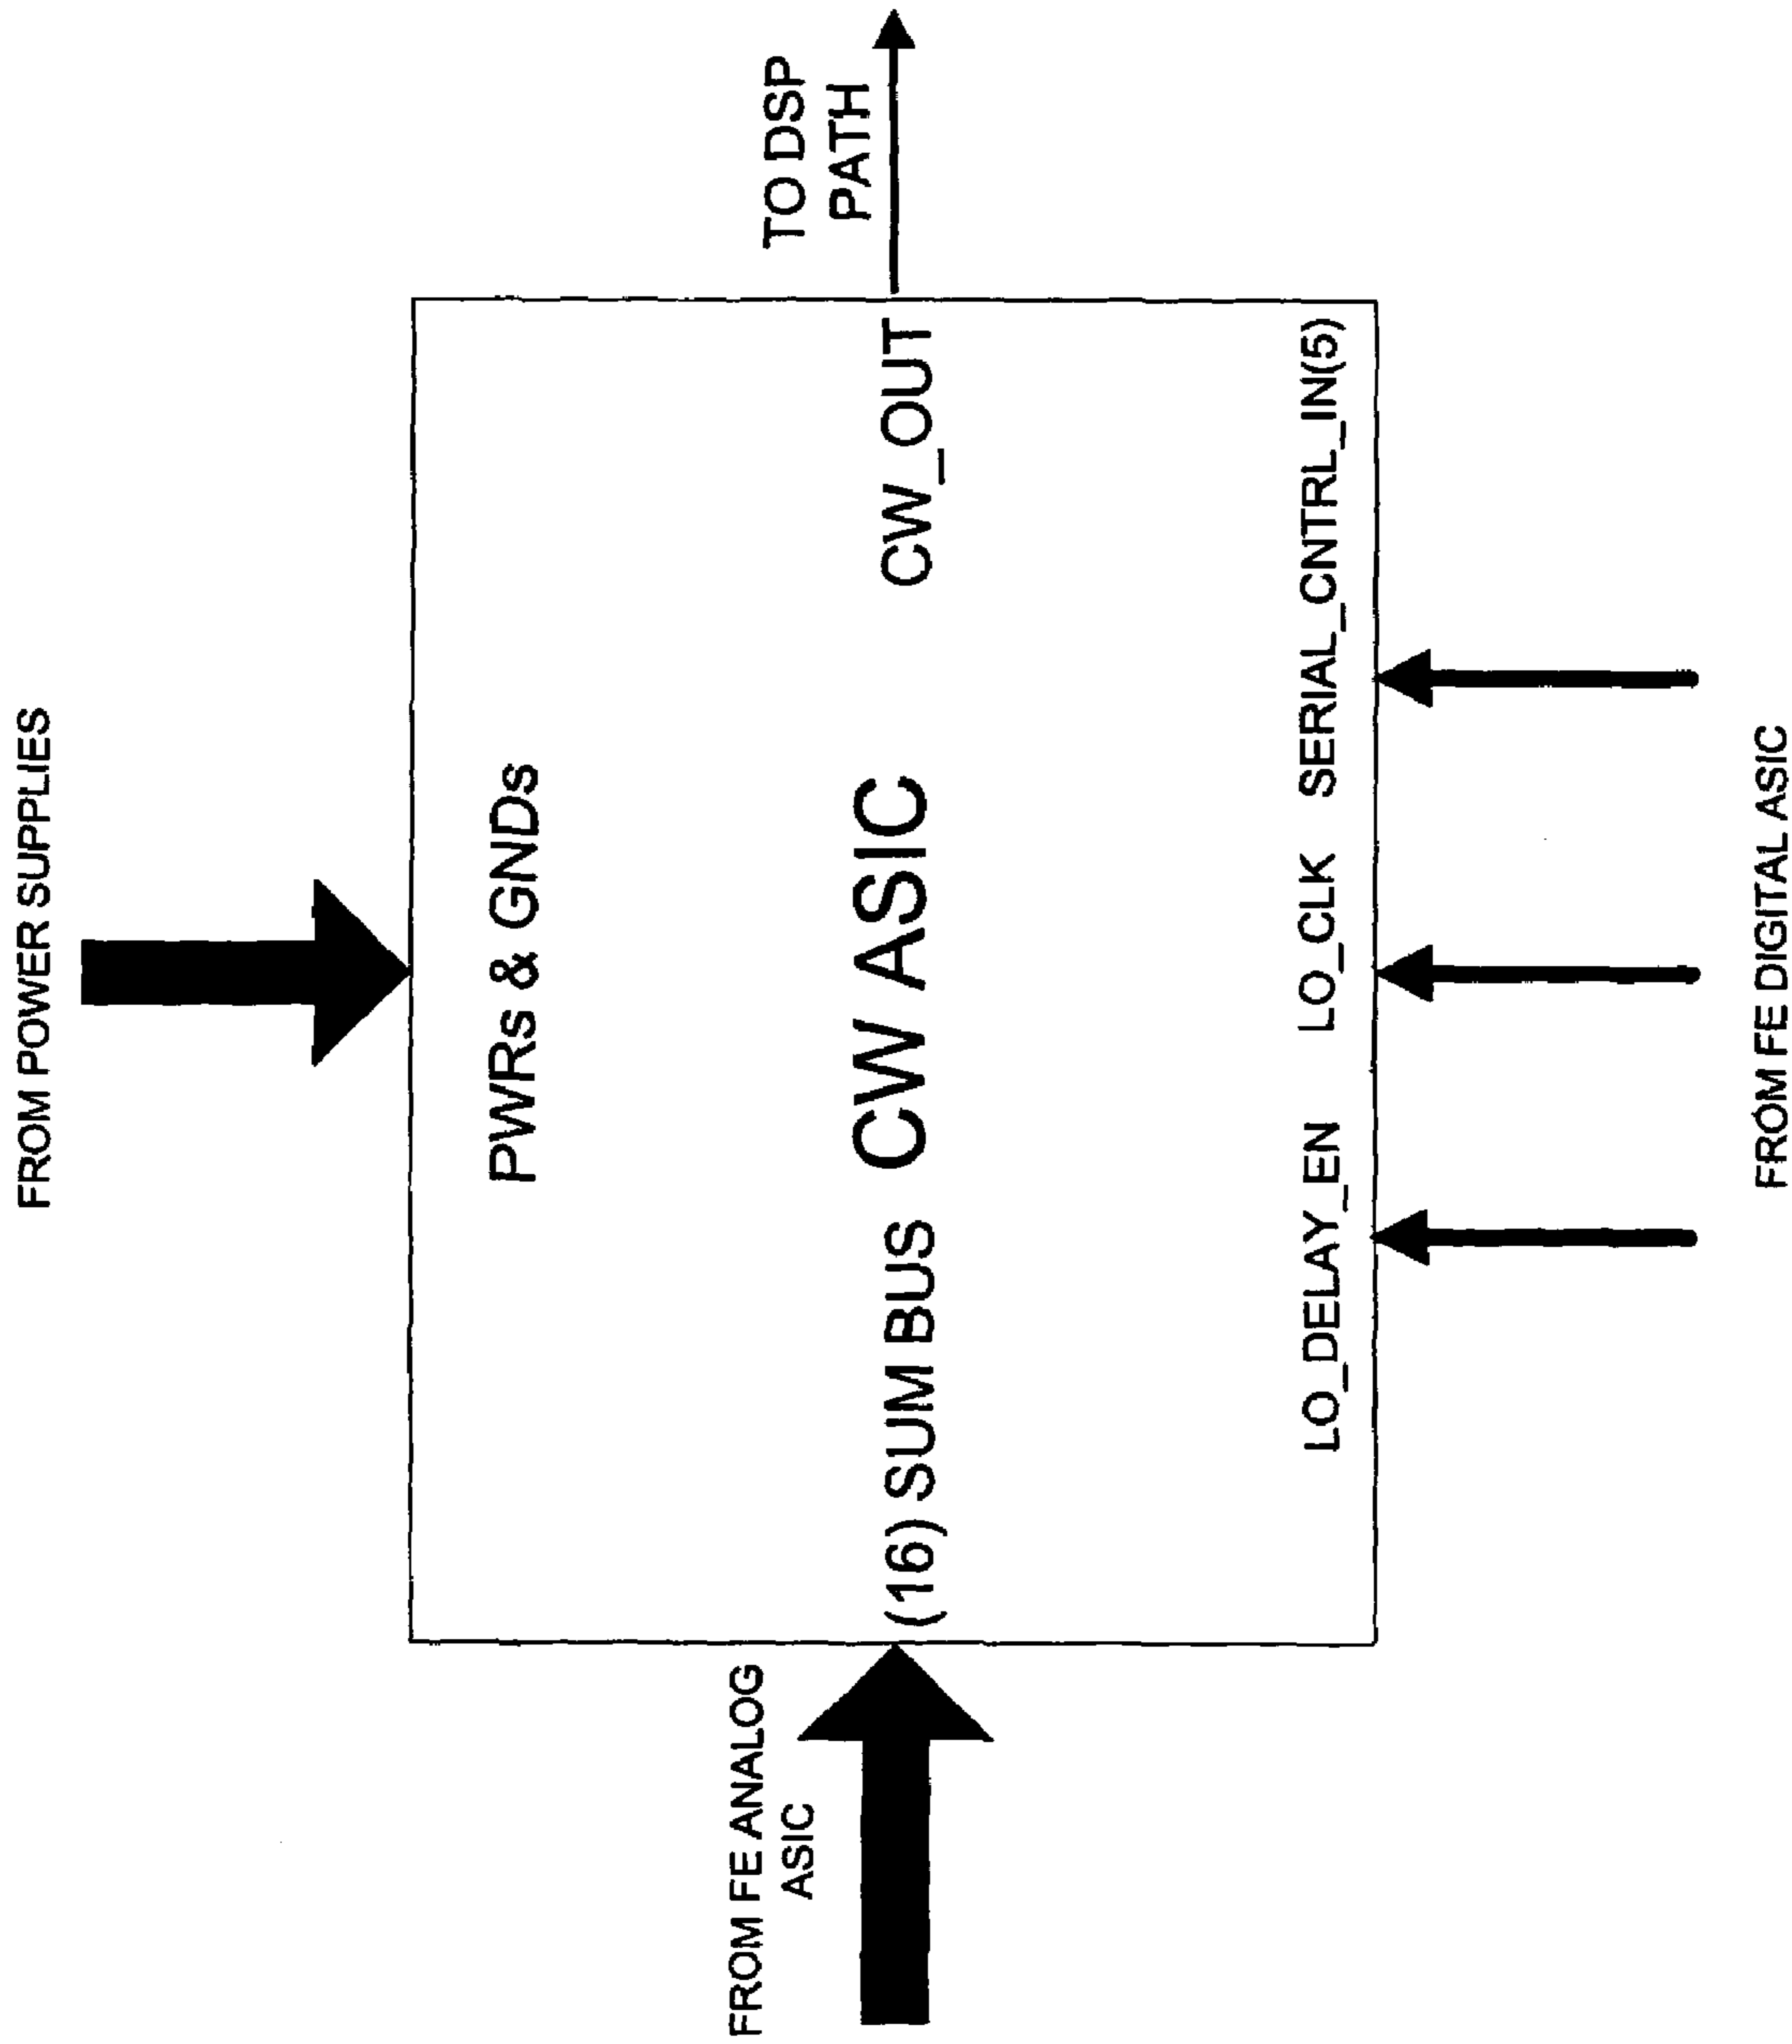 FROM POWER SUPPLIES
PWRs & GNDs
FROM FE ANALOG
ASIC
(16) SUM BUS
CW ASIC
CW_OUT
TO DSP
PATH
LO_DELAY_EN
LO_CLK
SERIAL_CNTRL_IN(5)
FROM FE DIGITAL ASIC